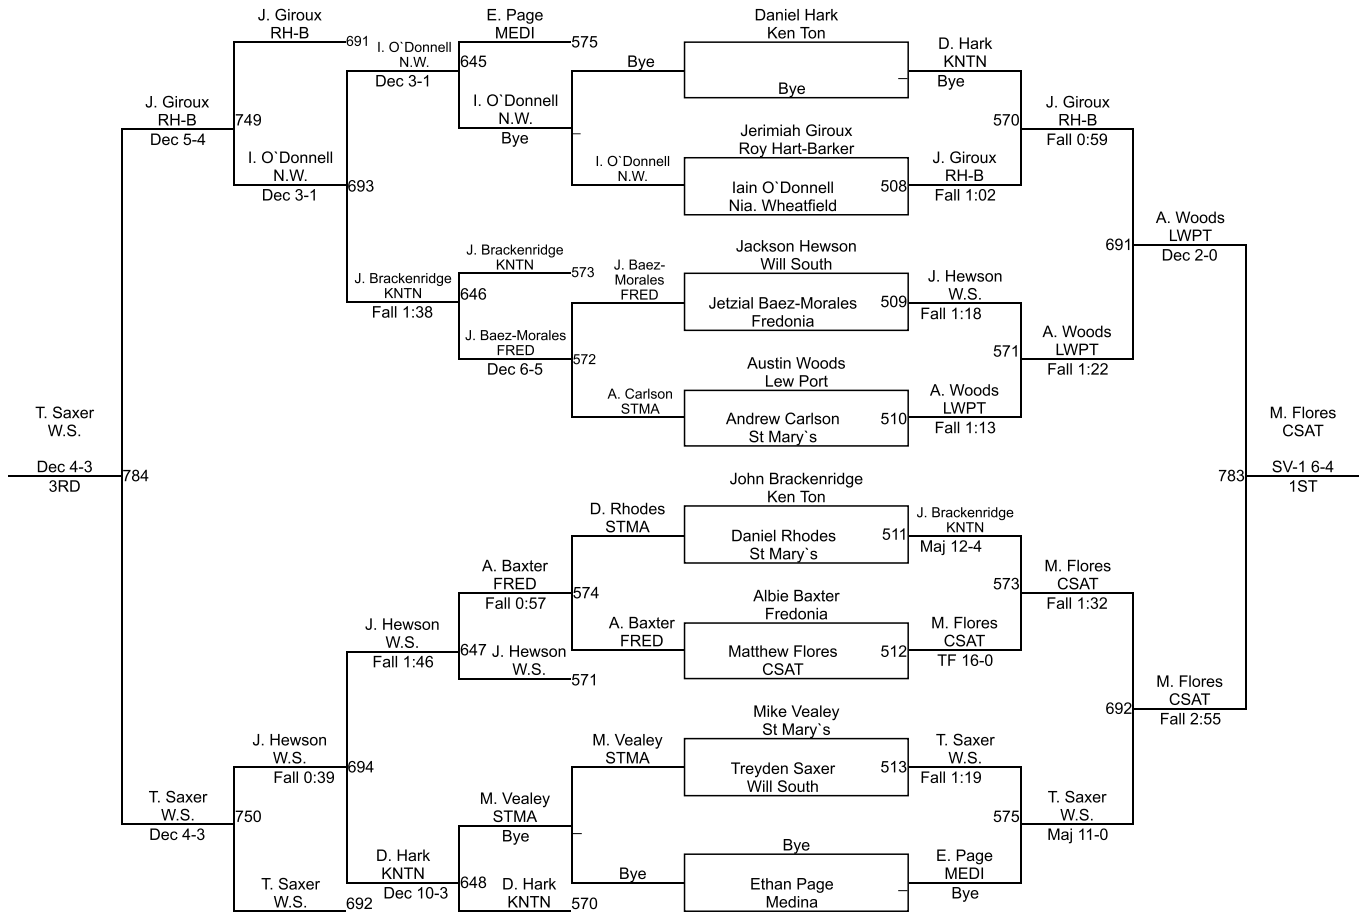 J. Giroux
RH-B
691
E. Page
MEDI
575
Daniel Hark
Ken Ton
Bye
Bye
D. Hark
KNTN
Bye
I. O`Donnell
N.W.
645
Dec 3-1
I. O`Donnell
N.W.
Bye
J. Giroux
RH-B
Dec 5-4
749
570
J. Giroux
RH-B
Fall 0:59
Jerimiah Giroux
Roy Hart-Barker
I. O`Donnell
N.W.
Iain O`Donnell
Nia. Wheatfield
508
J. Giroux
RH-B
Fall 1:02
I. O`Donnell
N.W.
Dec 3-1
693
A. Woods
LWPT
691
Dec 2-0
Jackson Hewson
Will South
J. Brackenridge
KNTN
573
J. Baez-
Morales
FRED
Jetzial Baez-Morales
Fredonia
509
J. Hewson
W.S.
Fall 1:18
J. Brackenridge
KNTN
646
Fall 1:38
J. Baez-Morales
FRED
572
Dec 6-5
571
A. Woods
LWPT
Fall 1:22
Austin Woods
Lew Port
A. Carlson
STMA
Andrew Carlson
St Mary`s
510
A. Woods
LWPT
Fall 1:13
T. Saxer
W.S.
Dec 4-3
3RD
784
M. Flores
CSAT
783
SV-1 6-4
1ST
John Brackenridge
Ken Ton
D. Rhodes
STMA
Daniel Rhodes
St Mary`s
511
J. Brackenridge
KNTN
Maj 12-4
A. Baxter
FRED
Fall 0:57
574
573
M. Flores
CSAT
Fall 1:32
Albie Baxter
Fredonia
A. Baxter
FRED
Matthew Flores
CSAT
512
M. Flores
CSAT
TF 16-0
J. Hewson
W.S.
Fall 1:46
647
J. Hewson
W.S.
571
692
M. Flores
CSAT
Fall 2:55
Mike Vealey
St Mary`s
M. Vealey
STMA
Treyden Saxer
Will South
513
T. Saxer
W.S.
Fall 1:19
J. Hewson
W.S.
Fall 0:39
694
T. Saxer
W.S.
Dec 4-3
750
M. Vealey
STMA
Bye
575
T. Saxer
W.S.
Maj 11-0
Bye
Bye
Ethan Page
Medina
E. Page
MEDI
Bye
D. Hark
KNTN
Dec 10-3
648
D. Hark
KNTN
570
T. Saxer
W.S.
692